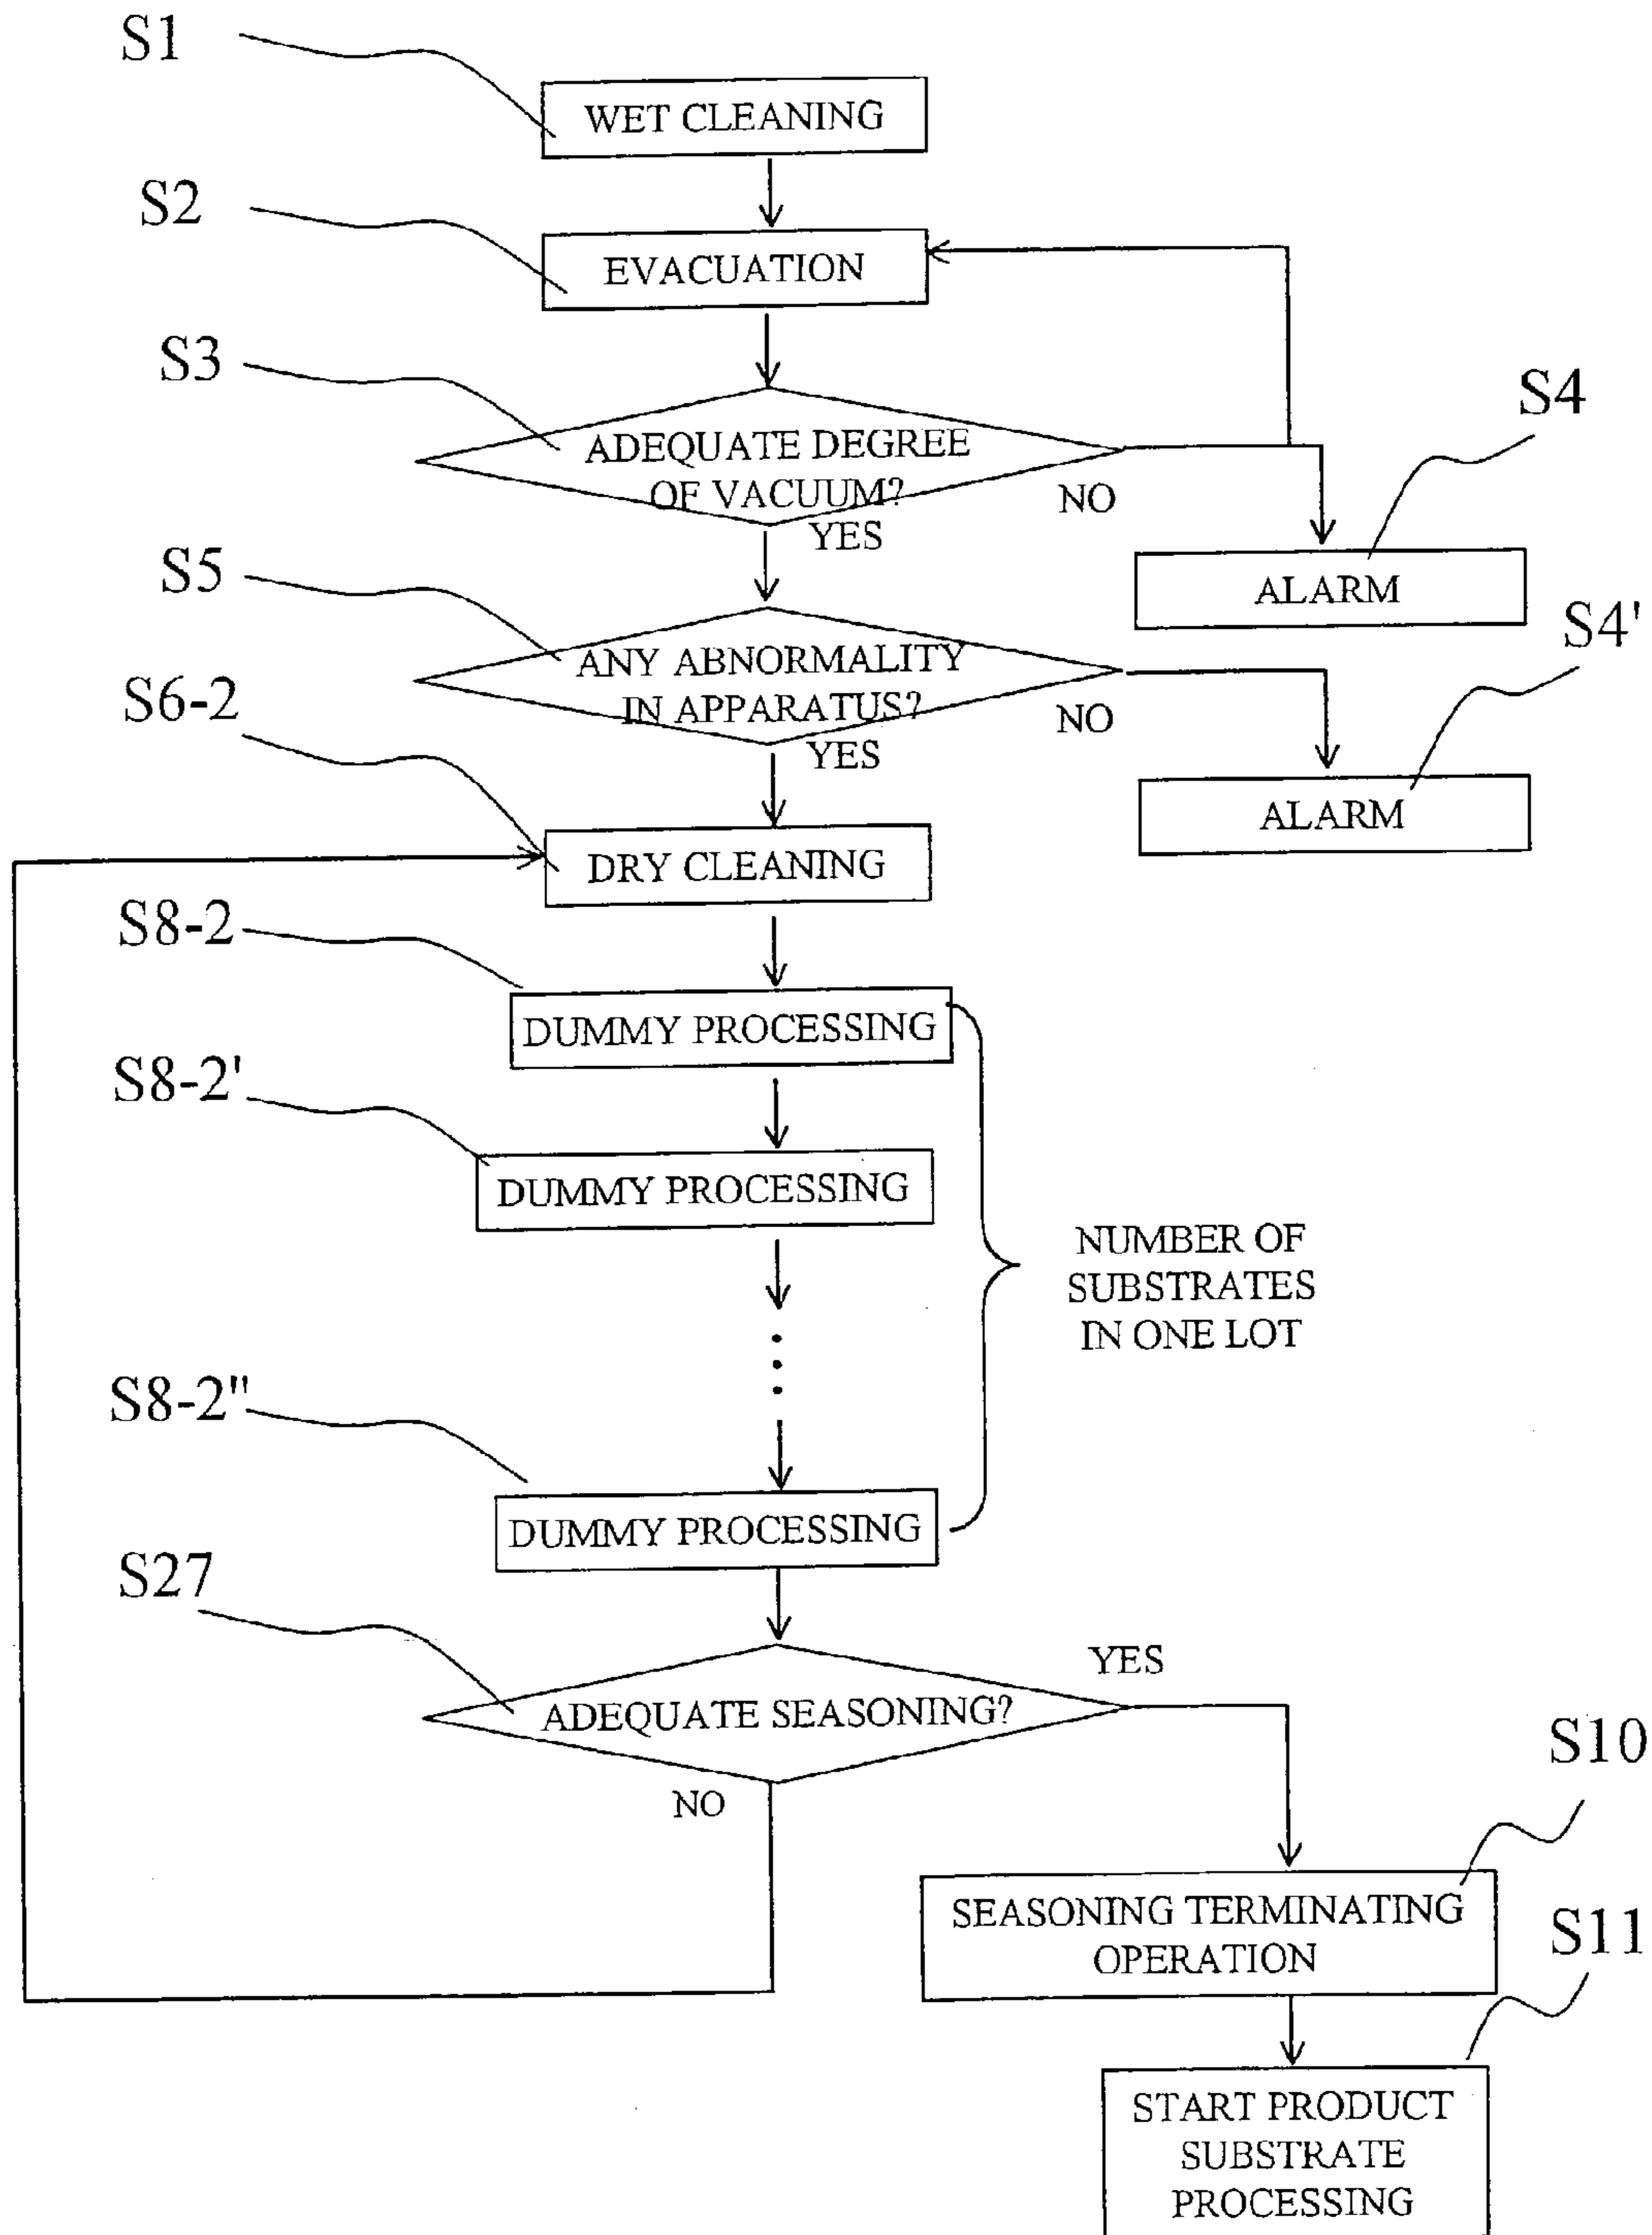 S1
WET CLEANING
S2
EVACUATION
S3
ADEQUATE DEGREE
OF VACUUM?
NO
YES
S4
ALARM
S5
ANY ABNORMALITY
IN APPARATUS?
NO
YES
S4'
ALARM
S6-2
DRY CLEANING
S8-2
DUMMY PROCESSING
S8-2'
DUMMY PROCESSING
NUMBER OF
SUBSTRATES
IN ONE LOT
S8-2"
DUMMY PROCESSING
S27
ADEQUATE SEASONING?
YES
NO
S10
SEASONING TERMINATING
OPERATION
S11
START PRODUCT
SUBSTRATE
PROCESSING